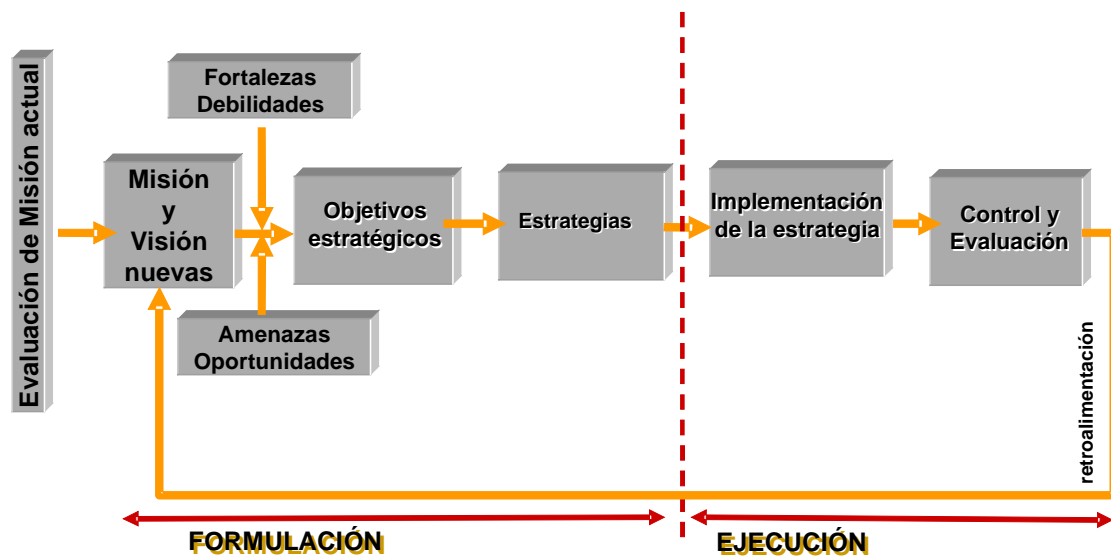 Evaluación de Misión actual
Fortalezas
Debilidades
Misión
y
Visión
nuevas
Amenazas
Oportunidades
Objetivos
estratégicos
Estrategias
Implementación
de la estrategia
Control y
Evaluación
retroalimentación
FORMULACIÓN
EJECUCIÓN